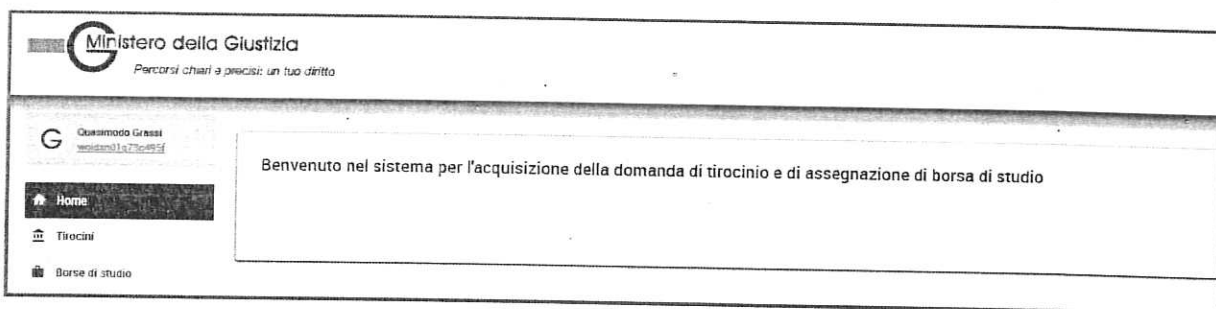 Ministero della Giustizia
Percorsi chiari e precisi: un tuo diritto
Quasimodo Grassi
Benvenuto nel sistema per l'acquisizione della domanda di tirocinio e di assegnazione di borsa di studio
Home
Tirocini
Borse di studio